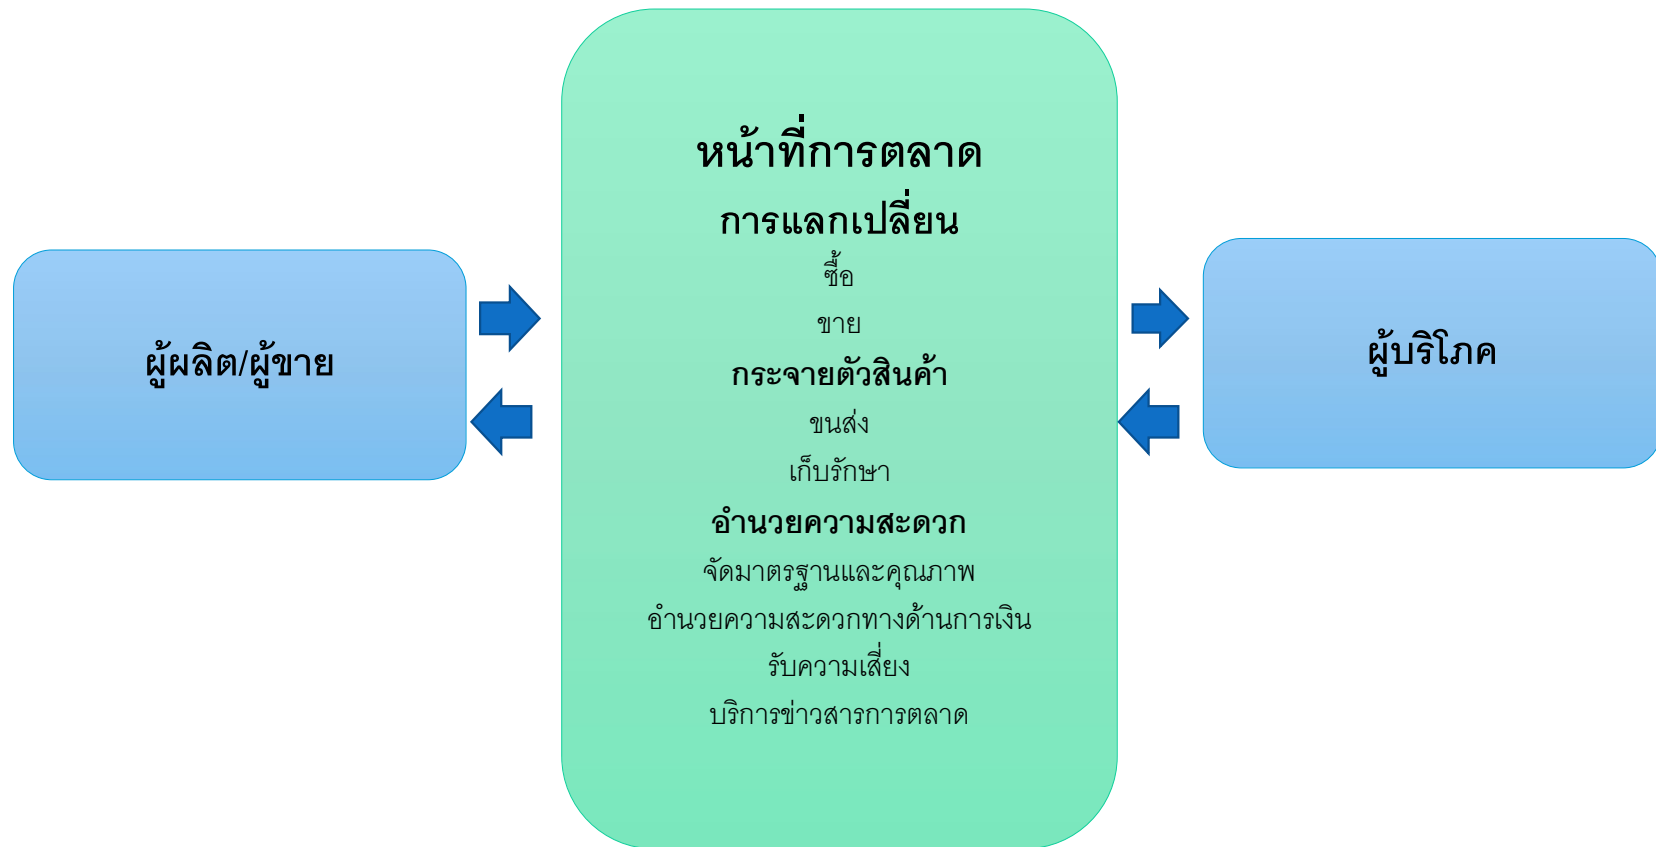 ผู้ผลิต/ผู้ขาย
หน้าที่การตลาด
การแลกเปลี่ยน
ซื้อ
ขาย
กระจายตัวสินค้า
ขนส่ง
เก็บรักษา
อำนวยความสะดวก
จัดมาตรฐานและคุณภาพ
อำนวยความสะดวกทางด้านการเงิน
รับความเสี่ยง
บริการข่าวสารการตลาด
ผู้บริโภค